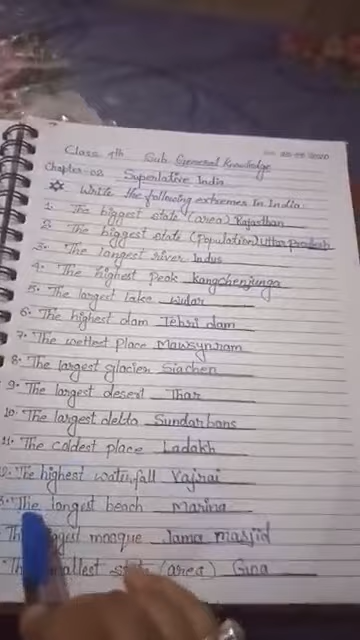 Class 4th Sub General Knowledge
Chapter-08 Superlative India
☆ Write the following extremes in India.
1. The biggest state (area) Rajasthan
2. The biggest state (Population) Uttar Pradesh
3. The longest river Indus
4. The highest Peak Kangchenjunga
5. The largest lake Wular
6. The highest dam Tehri dam
7. The wettest place Mawsynram
8. The largest glacier Siachen
9. The largest desert Thar
10. The largest delta Sundarbans
11. The coldest place Ladakh
The highest waterfall Vajrai
The longest beach Marina
mosque Jama masjid
(area) Goa